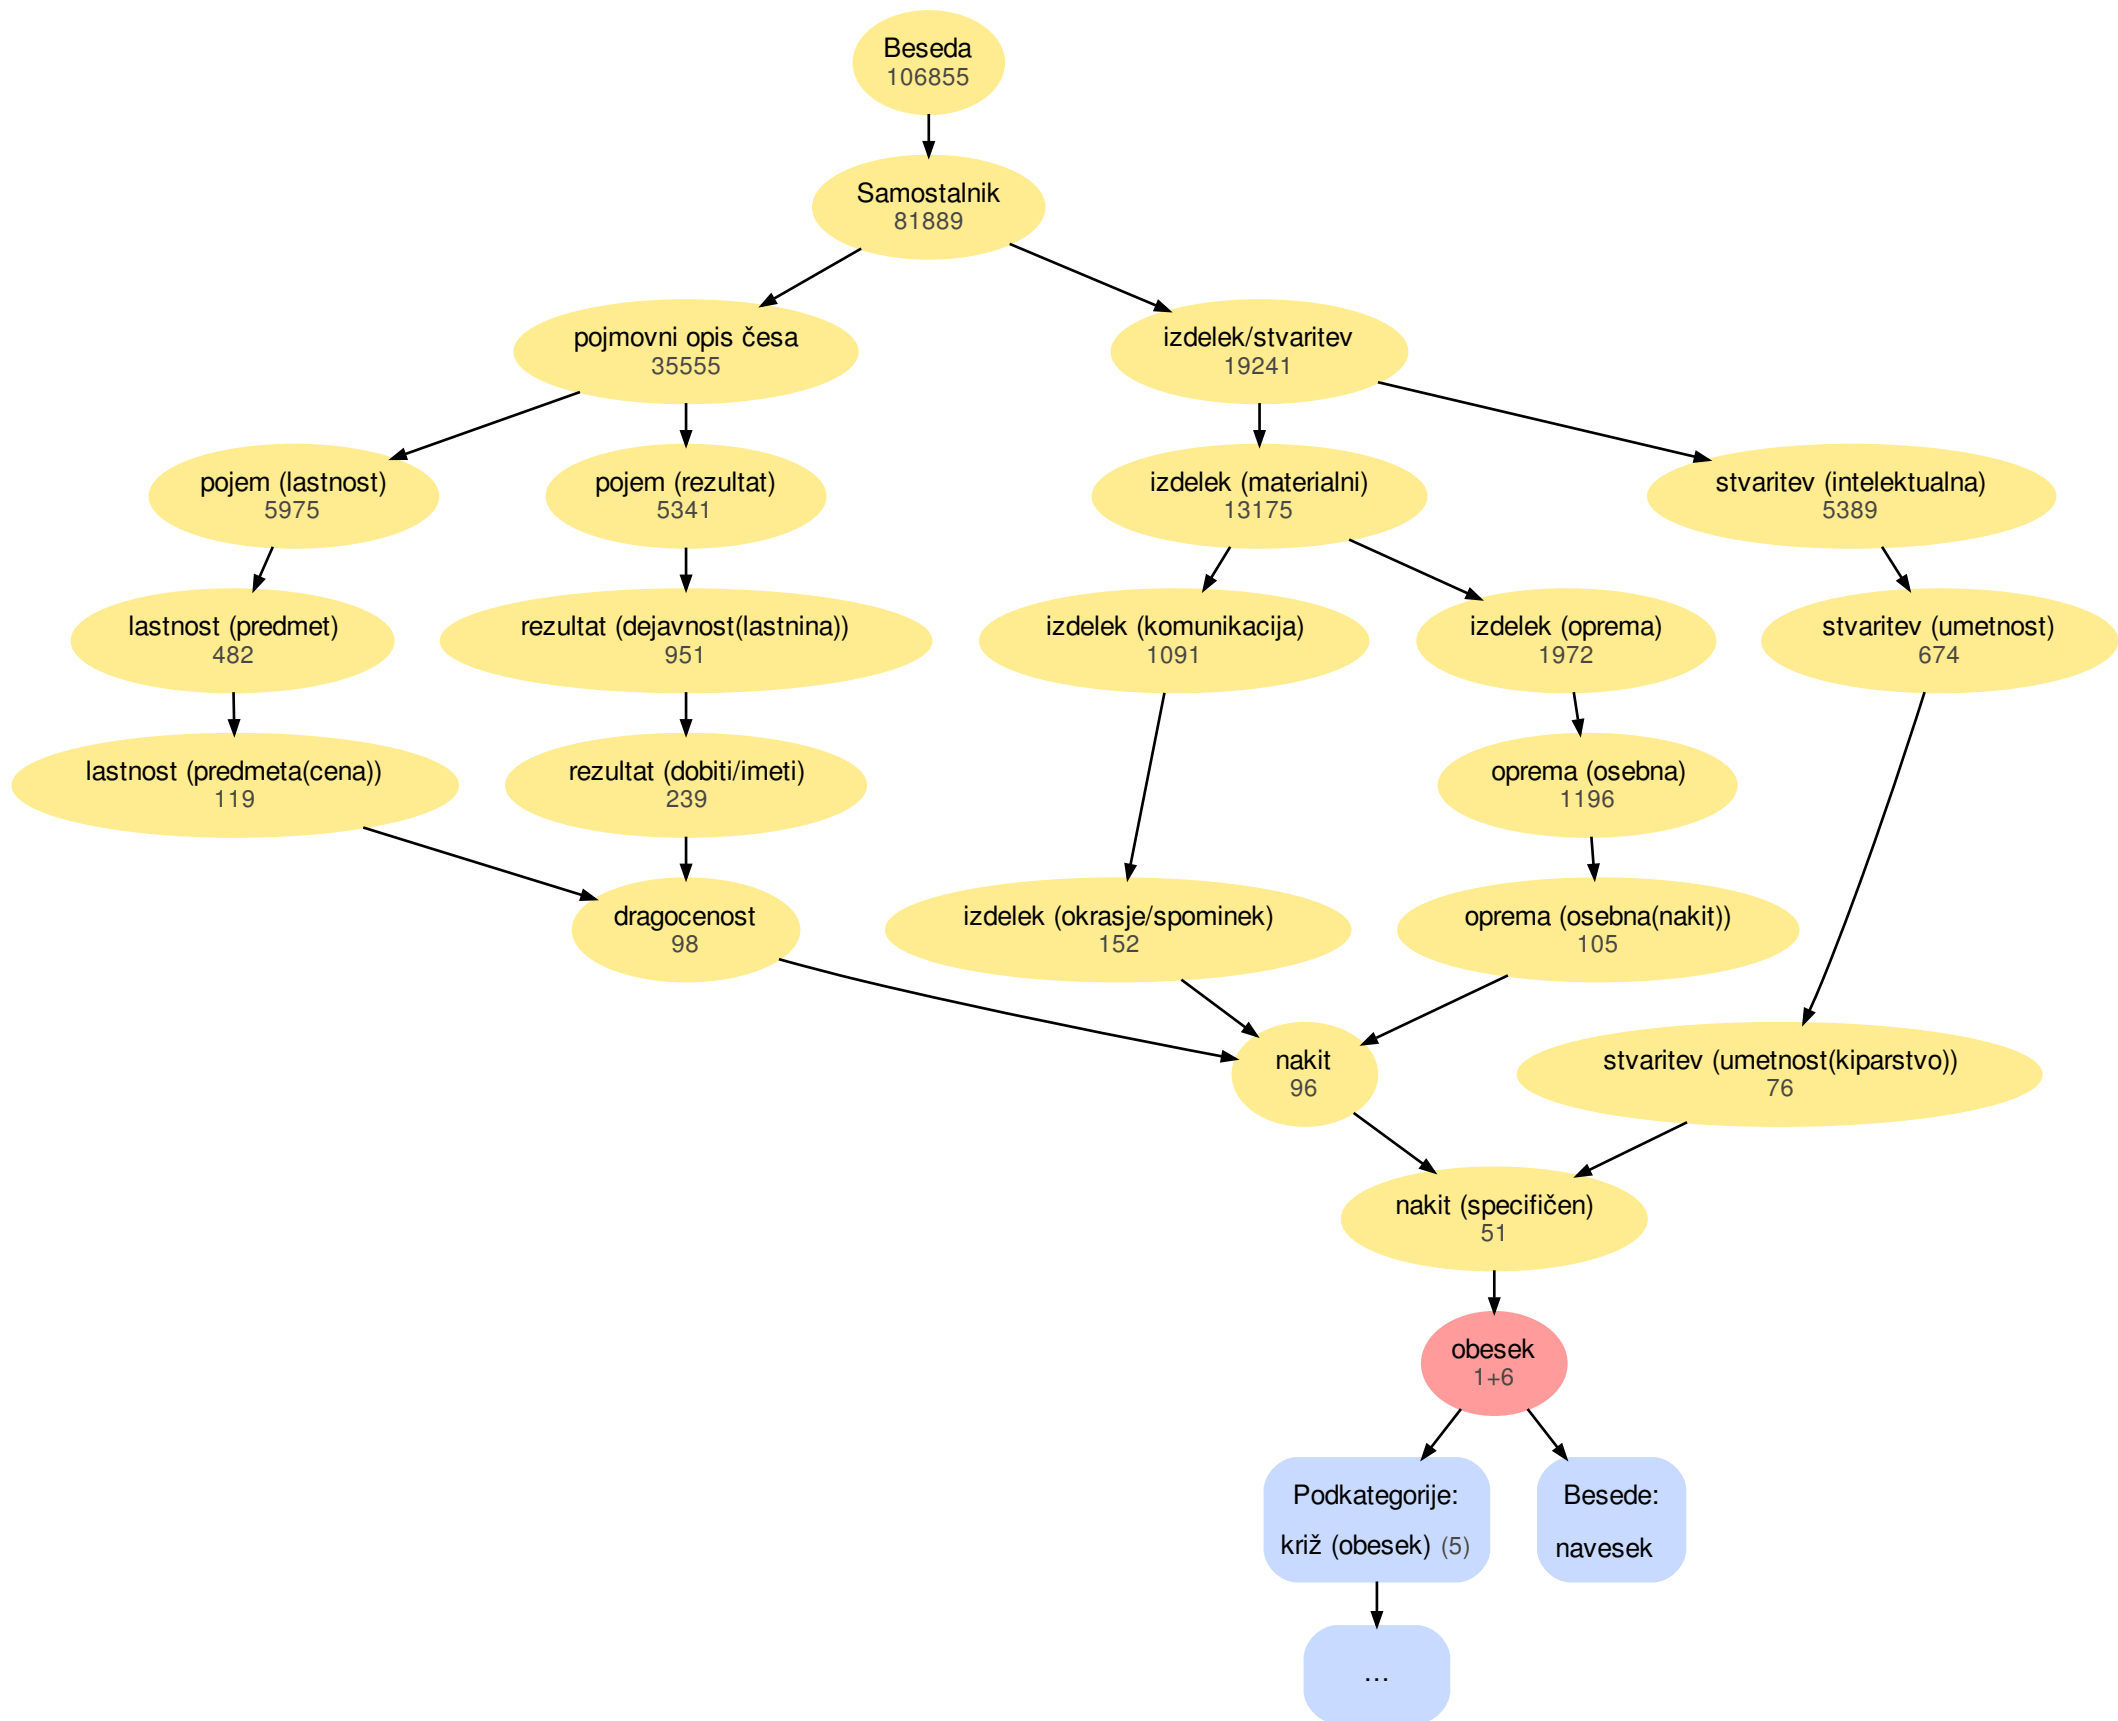 Beseda
106855
Samostalnik
81889
pojmovni opis česa
35555
izdelek/stvaritev
19241
pojem (lastnost)
5975
pojem (rezultat)
5341
izdelek (materialni)
13175
stvaritev (intelektualna)
5389
lastnost (predmet)
482
rezultat (dejavnost(lastnina))
951
izdelek (komunikacija)
1091
izdelek (oprema)
1972
stvaritev (umetnost)
674
lastnost (predmeta(cena))
119
rezultat (dobiti/imeti)
239
oprema (osebna)
1196
dragocenost
98
izdelek (okrasje/spominek)
152
oprema (osebna(nakit))
105
nakit
96
stvaritev (umetnost(kiparstvo))
76
nakit (specifičen)
51
obesek
1+6
Podkategorije:
križ (obesek) (5)
Besede:
navesek
...